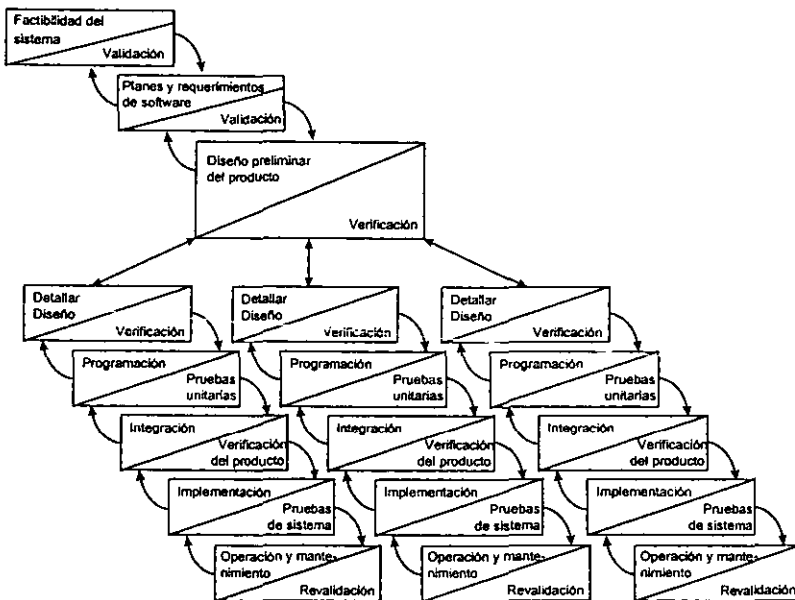 Factibilidad del
sistema
Validación
Planes y requerimientos
de software
Validación
Diseño preliminar
del producto
Verificación
Detallar
Diseño
Verificación
Detallar
Diseño
Verificación
Detallar
Diseño
Verificación
Programación
Pruebas
unitarías
Programación
Pruebas
unitarias
Programación
Pruebas
unitarias
Integración
Verificación
del producto
Integración
Verificación
del producto
Integración
Verificación
del producto
Implementación
Pruebas
de sistema
Implementación
Pruebas
de sistema
Implementación
Pruebas
de sistema
Operación y mante-
nimiento
Revalidación
Operación y mante-
nimiento
Revalidación
Operación y mante-
nimiento
Revalidación